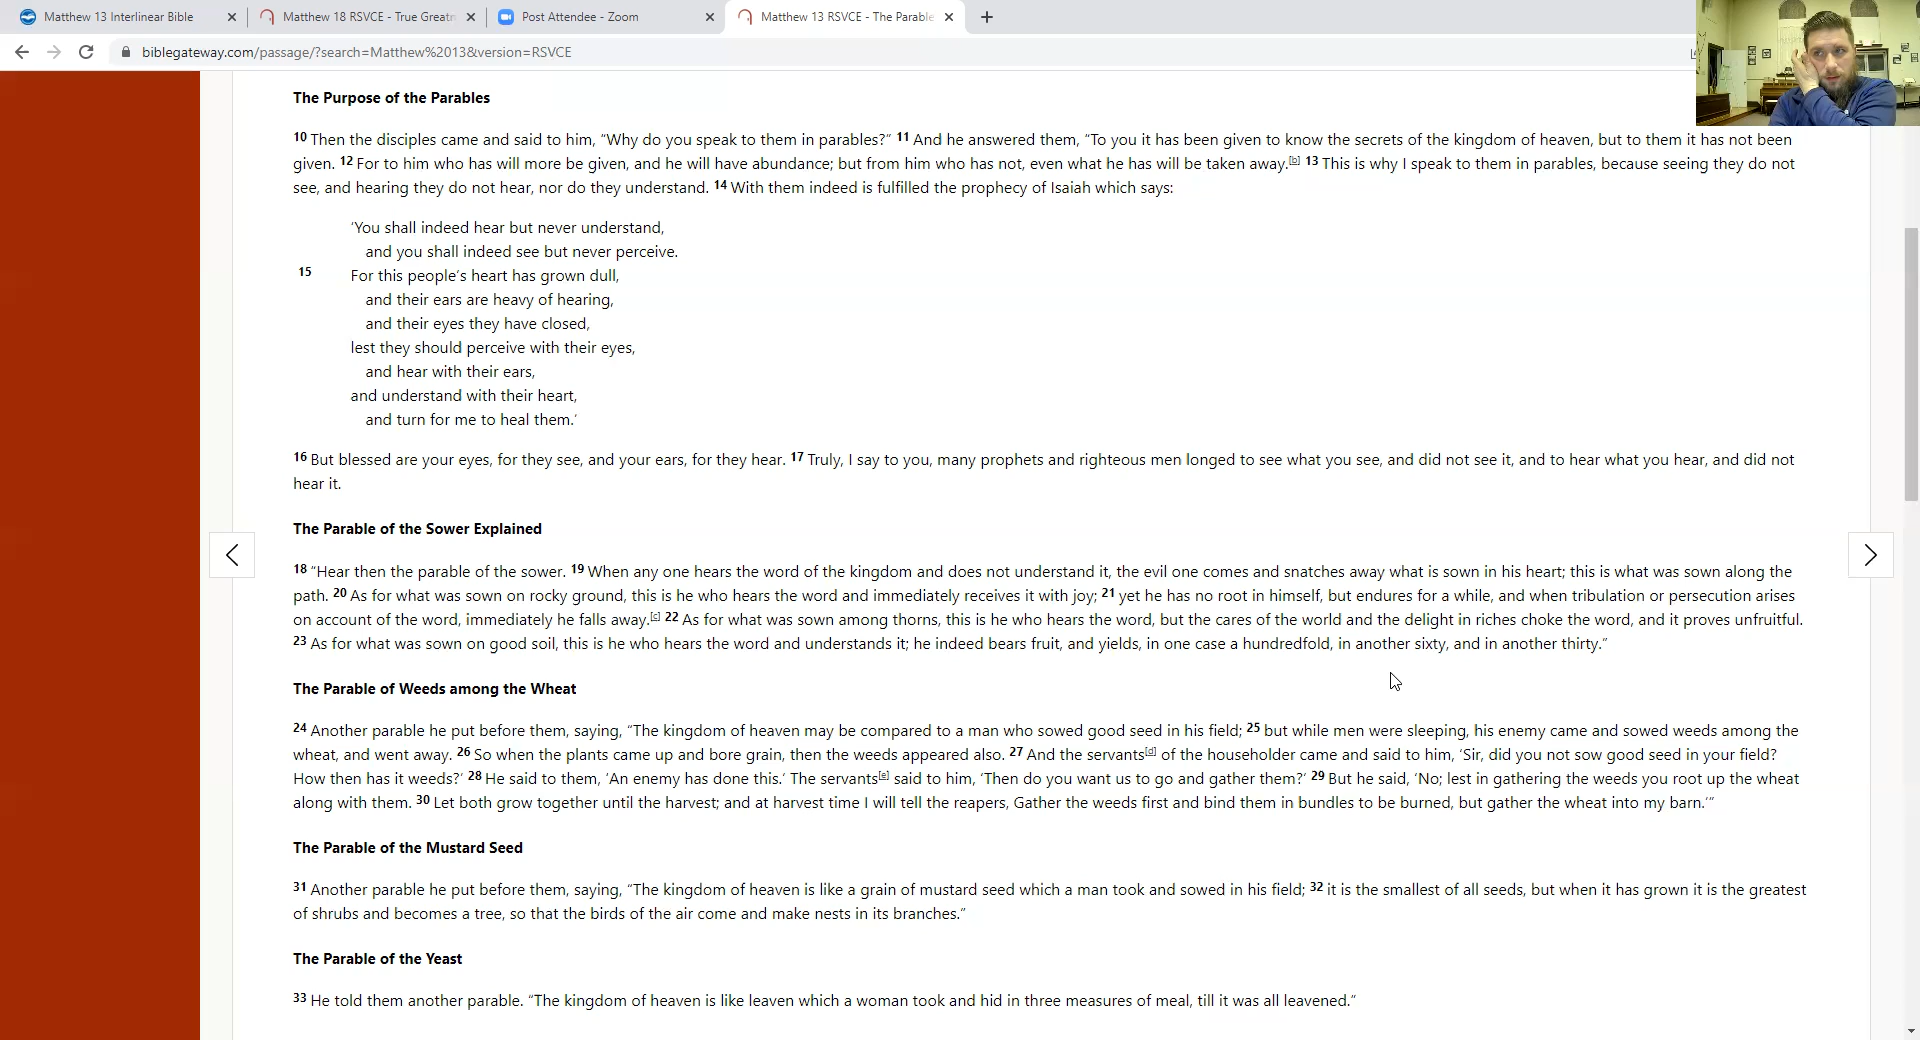 Matthew 13 Interlinear Bible
Matthew 18 RSVCE - True Greatn
Post Attendee - Zoom
Matthew 13 RSVCE - The Parable
biblegateway.com/passage/?search=Matthew%2013&version=RSVCE
The Purpose of the Parables
10 Then the disciples came and said to him, “Why do you speak to them in parables?” 11 And he answered them, “To you it has been given to know the secrets of the kingdom of heaven, but to them it has not been
given. 12 For to him who has will more be given, and he will have abundance; but from him who has not, even what he has will be taken away.[b] 13 This is why I speak to them in parables, because seeing they do not
see, and hearing they do not hear, nor do they understand. 14 With them indeed is fulfilled the prophecy of Isaiah which says:
‘You shall indeed hear but never understand,
and you shall indeed see but never perceive.
15 For this people’s heart has grown dull,
and their ears are heavy of hearing,
and their eyes they have closed,
lest they should perceive with their eyes,
and hear with their ears,
and understand with their heart,
and turn for me to heal them.’
16 But blessed are your eyes, for they see, and your ears, for they hear. 17 Truly, I say to you, many prophets and righteous men longed to see what you see, and did not see it, and to hear what you hear, and did not
hear it.
The Parable of the Sower Explained
18 “Hear then the parable of the sower. 19 When any one hears the word of the kingdom and does not understand it, the evil one comes and snatches away what is sown in his heart; this is what was sown along the
path. 20 As for what was sown on rocky ground, this is he who hears the word and immediately receives it with joy; 21 yet he has no root in himself, but endures for a while, and when tribulation or persecution arises
on account of the word, immediately he falls away.[c] 22 As for what was sown among thorns, this is he who hears the word, but the cares of the world and the delight in riches choke the word, and it proves unfruitful.
23 As for what was sown on good soil, this is he who hears the word and understands it; he indeed bears fruit, and yields, in one case a hundredfold, in another sixty, and in another thirty.”
The Parable of Weeds among the Wheat
24 Another parable he put before them, saying, “The kingdom of heaven may be compared to a man who sowed good seed in his field; 25 but while men were sleeping, his enemy came and sowed weeds among the
wheat, and went away. 26 So when the plants came up and bore grain, then the weeds appeared also. 27 And the servants[d] of the householder came and said to him, ‘Sir, did you not sow good seed in your field?
How then has it weeds?’ 28 He said to them, ‘An enemy has done this.’ The servants[e] said to him, ‘Then do you want us to go and gather them?’ 29 But he said, ‘No; lest in gathering the weeds you root up the wheat
along with them. 30 Let both grow together until the harvest; and at harvest time I will tell the reapers, Gather the weeds first and bind them in bundles to be burned, but gather the wheat into my barn.’”
The Parable of the Mustard Seed
31 Another parable he put before them, saying, “The kingdom of heaven is like a grain of mustard seed which a man took and sowed in his field; 32 it is the smallest of all seeds, but when it has grown it is the greatest
of shrubs and becomes a tree, so that the birds of the air come and make nests in its branches.”
The Parable of the Yeast
33 He told them another parable. “The kingdom of heaven is like leaven which a woman took and hid in three measures of meal, till it was all leavened.”